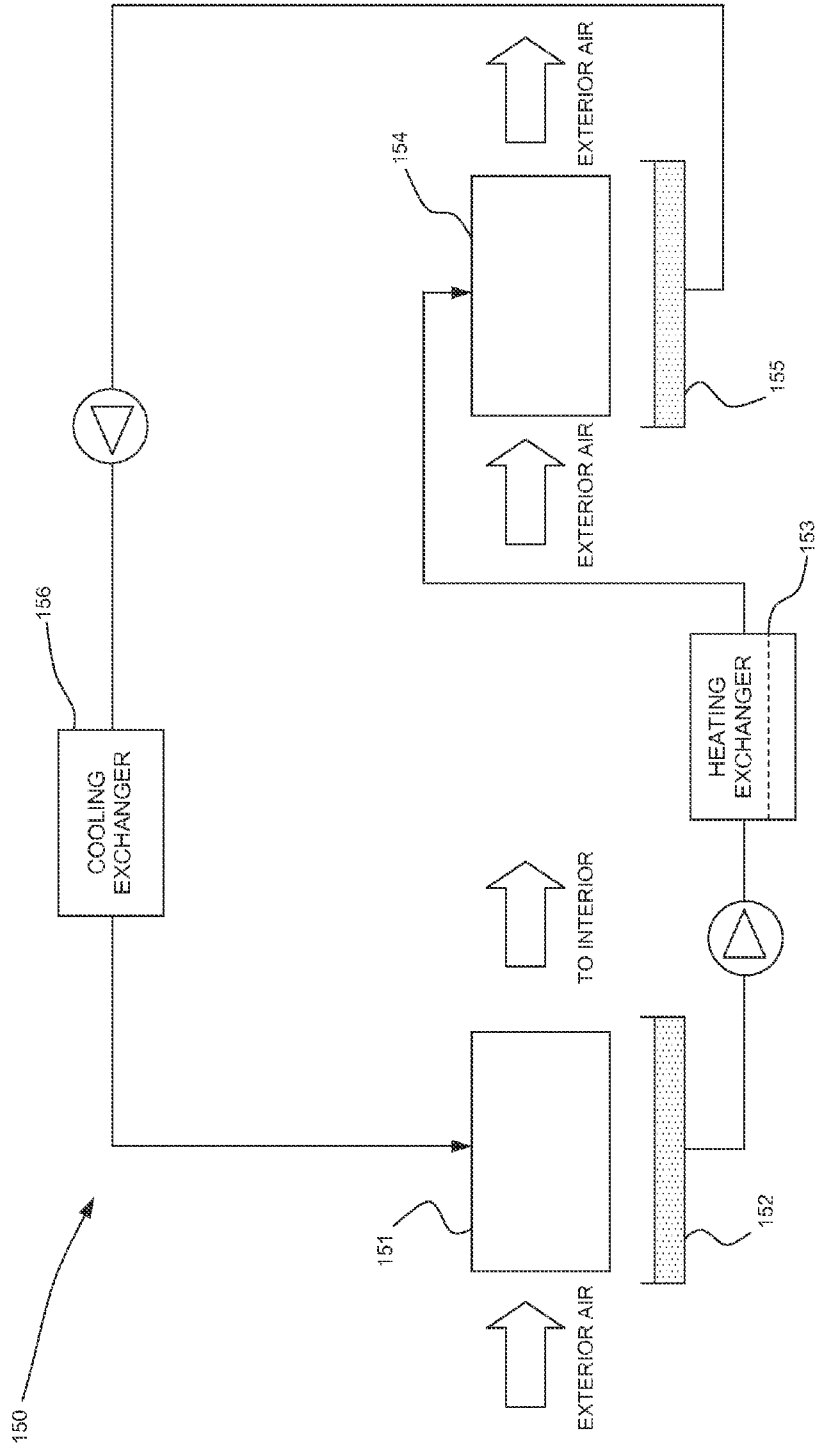 150
COOLING
EXCHANGER
156
151
EXTERIOR AIR
TO INTERIOR
152
HEATING
EXCHANGER
153
154
EXTERIOR AIR
EXTERIOR AIR
155